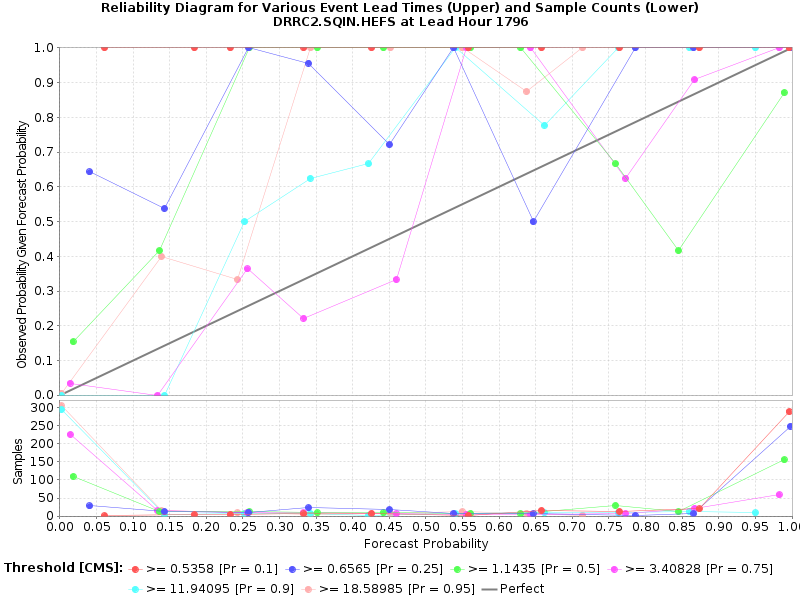 Reliability Diagram for Various Event Lead Times (Upper) and Sample Counts (Lower)
DRRC2.SQIN.HEFS at Lead Hour 1796
Observed Probability Given Forecast Probability
1.0
0.9
0.8
0.7
0.6
0.5
0.4
0.3
0.2
0.1
0.0
Samples
300
250
200
150
100
50
0
0.00 0.05 0.10 0.15 0.20 0.25 0.30 0.35 0.40 0.45 0.50 0.55 0.60 0.65 0.70 0.75 0.80 0.85 0.90 0.95 1.0
Forecast Probability
Threshold [CMS]: >= 0.5358 [Pr = 0.1] >= 0.6565 [Pr = 0.25] >= 1.1435 [Pr = 0.5] >= 3.40828 [Pr = 0.75]
>= 11.94095 [Pr = 0.9] >= 18.58985 [Pr = 0.95] Perfect